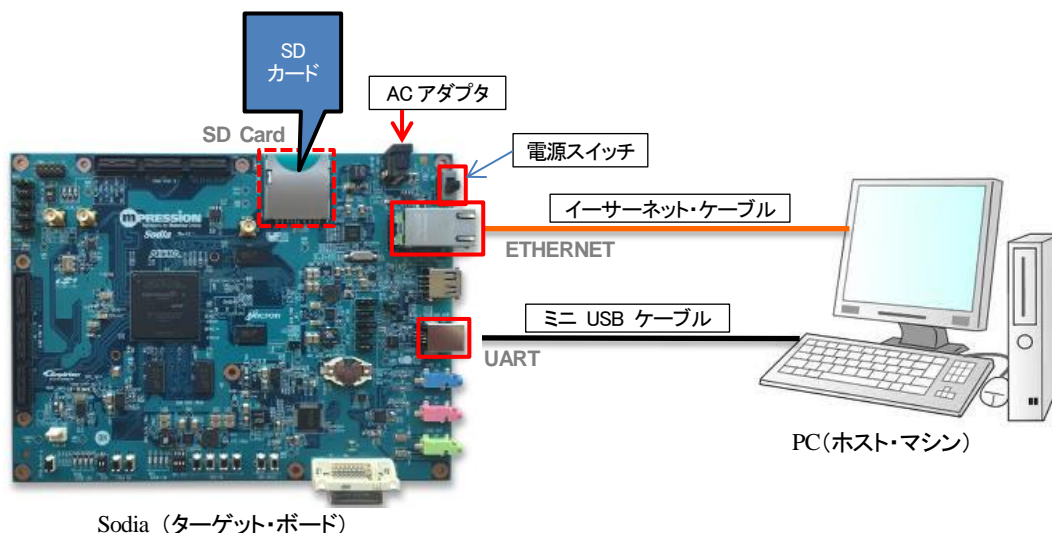 SD
カード
AC アダプタ
SD Card
電源スイッチ
イーサーネット・ケーブル
ETHERNET
MPRESSION
Sodia
ミニ USB ケーブル
UART
PC（ホスト・マシン）
Sodia （ターゲット・ボード）